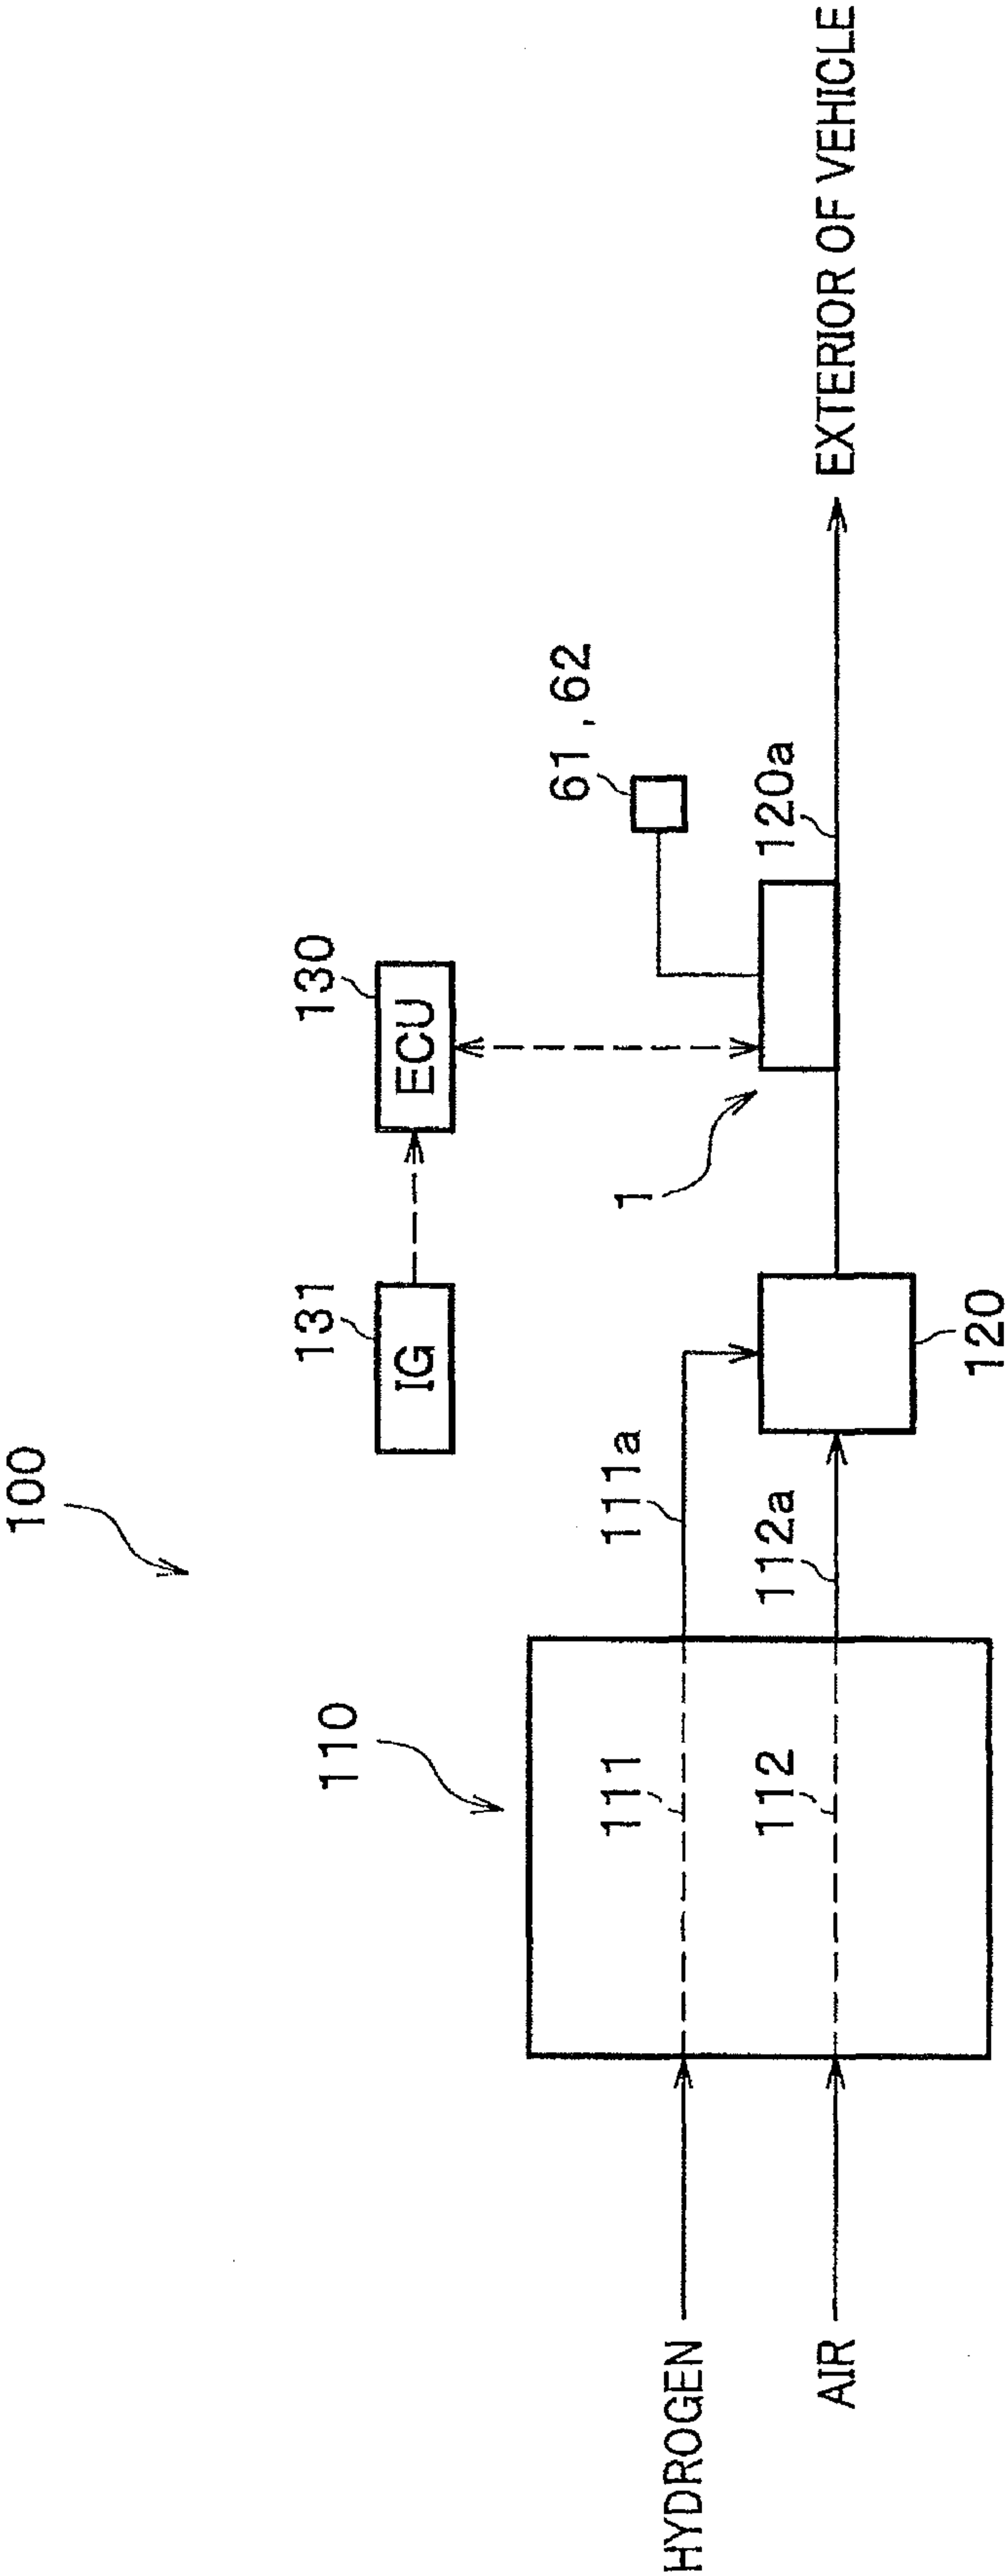 100
110
131
IG
130
ECU
61, 62
1
111a
112a
120
120a
111
112
HYDROGEN
AIR
EXTERIOR OF VEHICLE